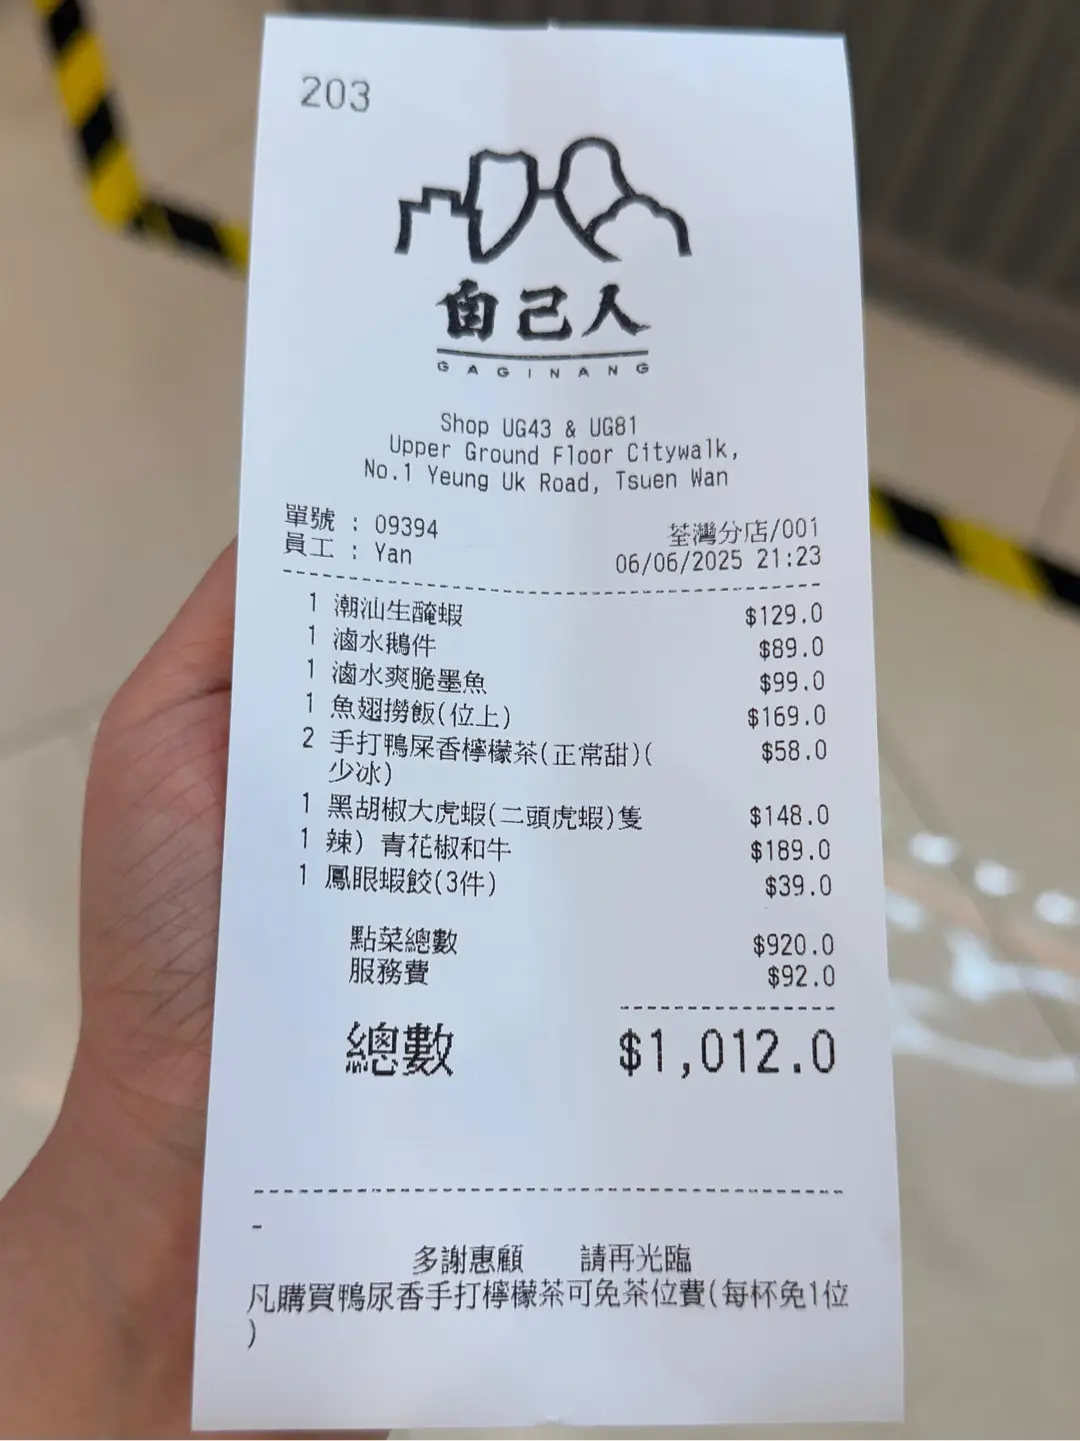 203
自己人
GAGINANG
Shop UG43 & UG81
Upper Ground Floor Citywalk,
No.1 Yeung Uk Road, Tsuen Wan
單號 : 09394 荃灣分店/001
員工 : Yan 06/06/2025 21:23
1 潮汕生醃蝦 $129.0
1 滷水鵝件 $89.0
1 滷水爽脆墨魚 $99.0
1 魚翅撈飯(位上) $169.0
2 手打鴨屎香檸檬茶(正常甜)( $58.0
少冰)
1 黑胡椒大虎蝦(二頭虎蝦)隻 $148.0
1 辣) 青花椒和牛 $189.0
1 鳳眼蝦餃(3件) $39.0
點菜總數 $920.0
服務費 $92.0
總數 $1,012.0
-
多謝惠顧 請再光臨
凡購買鴨尿香手打檸檬茶可免茶位費(每杯免1位
)